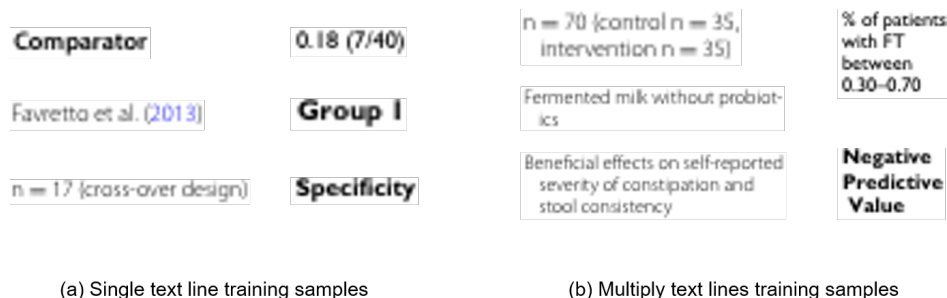 Comparator
0.18 (7/40)
Favretto et al. (2013)
Group I
n = 17 (cross-over design)
Specificity
(a) Single text line training samples
n = 70 (control n = 35,
intervention n = 35)
% of patients
with FT
between
0.30–0.70
Fermented milk without probiot-
ics
Beneficial effects on self-reported
severity of constipation and
stool consistency
Negative
Predictive
Value
(b) Multiply text lines training samples